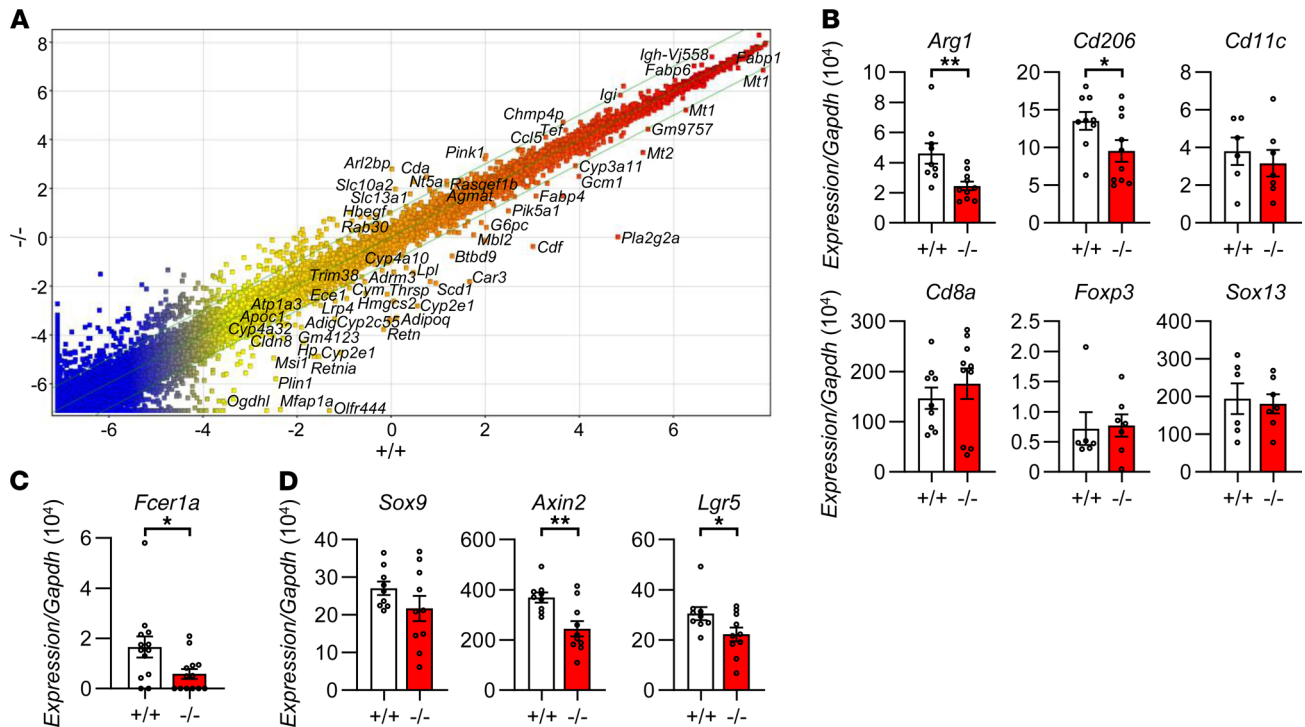 A
8
6
4
2
0
-2
-4
-6
-/-
-6
-4
-2
0
2
4
6
+/+
Igh-Vj558
Fabp1
Fabp6
Mt1
Igi
Mt1
Chmp4p
Tef
Gm9757
Ccl5
Mt2
Pink1
Arl2bp
Cda
Cyp3a11
Nt5a
Rasgef1b
Gcm1
Slc10a2
Slc13a1
Agmat
Fabp4
Hbegf
Pik5a1
Rab30
G6pc
Mbl2
Cdf
Pla2g2a
Cyp4a10
Btbd9
Trim38
Adrm3
Lpl
Car3
Ece1
Cym
Thrsp
Scd1
Atp1a3
Lrp4
Hmgcs2
Cyp2e1
Apoc1
Adig
Cyp2c55
Adipoq
Cyp4a32
Retn
Cldn8
Gm4123
Hp
Cyp2e1
Msi1
Retnia
Plin1
Ogdhl
Mfap1a
Olfr444
B
Expression/Gapdh (10⁴)
Arg1
**
10
8
6
4
2
0
+/+ -/-
Cd206
*
20
15
10
5
0
+/+ -/-
Cd11c
8
6
4
2
0
+/+ -/-
Expression/Gapdh (10⁴)
Cd8a
300
200
100
0
+/+ -/-
Foxp3
2.5
2.0
1.5
1.0
0.5
0
+/+ -/-
Sox13
400
300
200
100
0
+/+ -/-
C
Expression/Gapdh (10⁴)
Fcer1a
*
6
4
2
0
+/+ -/-
D
Expression/Gapdh (10⁴)
Sox9
40
30
20
10
0
+/+ -/-
Axin2
**
600
400
200
0
+/+ -/-
Lgr5
*
60
40
20
0
+/+ -/-